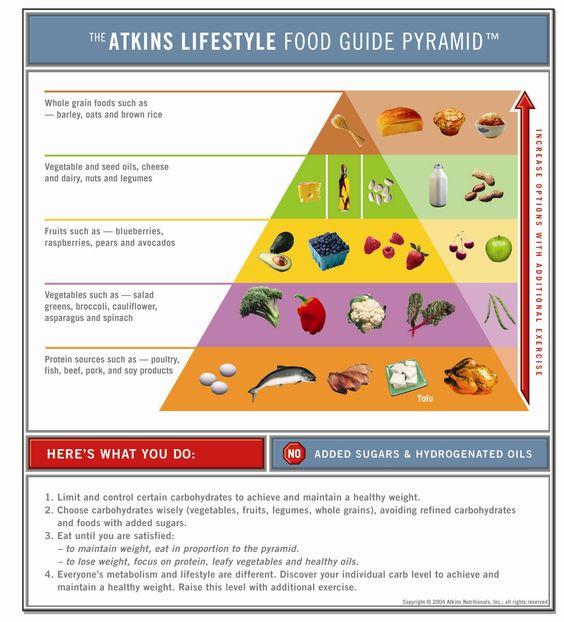 THE ATKINS LIFESTYLE FOOD GUIDE PYRAMID™
Whole grain foods such as
— barley, oats and brown rice
Vegetable and seed oils, cheese
and dairy, nuts and legumes
Fruits such as — blueberries,
raspberries, pears and avocados
Vegetables such as — salad
greens, broccoli, cauliflower,
asparagus and spinach
Protein sources such as — poultry,
fish, beef, pork, and soy products
Tofu
INCREASE OPTIONS WITH ADDITIONAL EXERCISE
HERE'S WHAT YOU DO:
NO ADDED SUGARS & HYDROGENATED OILS
1. Limit and control certain carbohydrates to achieve and maintain a healthy weight.
2. Choose carbohydrates wisely (vegetables, fruits, legumes, whole grains), avoiding refined carbohydrates
and foods with added sugars.
3. Eat until you are satisfied:
– to maintain weight, eat in proportion to the pyramid.
– to lose weight, focus on protein, leafy vegetables and healthy oils.
4. Everyone's metabolism and lifestyle are different. Discover your individual carb level to achieve and
maintain a healthy weight. Raise this level with additional exercise.
Copyright © 2004 Atkins Nutritionals, Inc.; all rights reserved